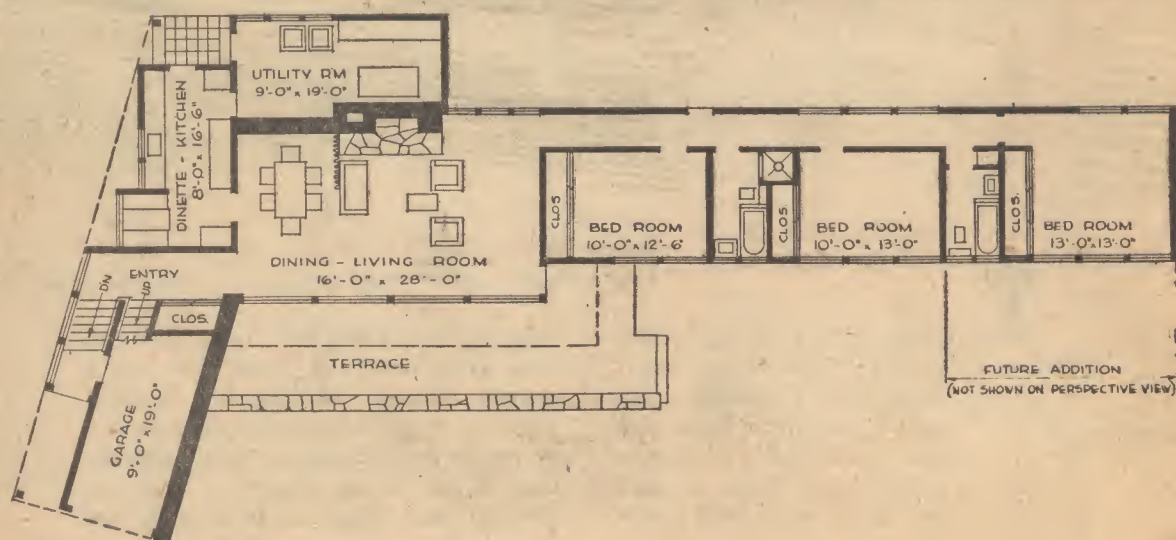 UTILITY RM
9'-0" x 19'-0"
DINETTE - KITCHEN
8'-0" x 16'-6"
DINING - LIVING ROOM
16'-0" x 28'-0"
ENTRY
DN
UP
CLOS.
GARAGE
9'-0" x 19'-0"
TERRACE
CLOS.
BED ROOM
10'-0" x 12'-6"
CLOS.
BED ROOM
10'-0" x 13'-0"
CLOS.
BED ROOM
13'-0" x 13'-0"
FUTURE ADDITION
(NOT SHOWN ON PERSPECTIVE VIEW)